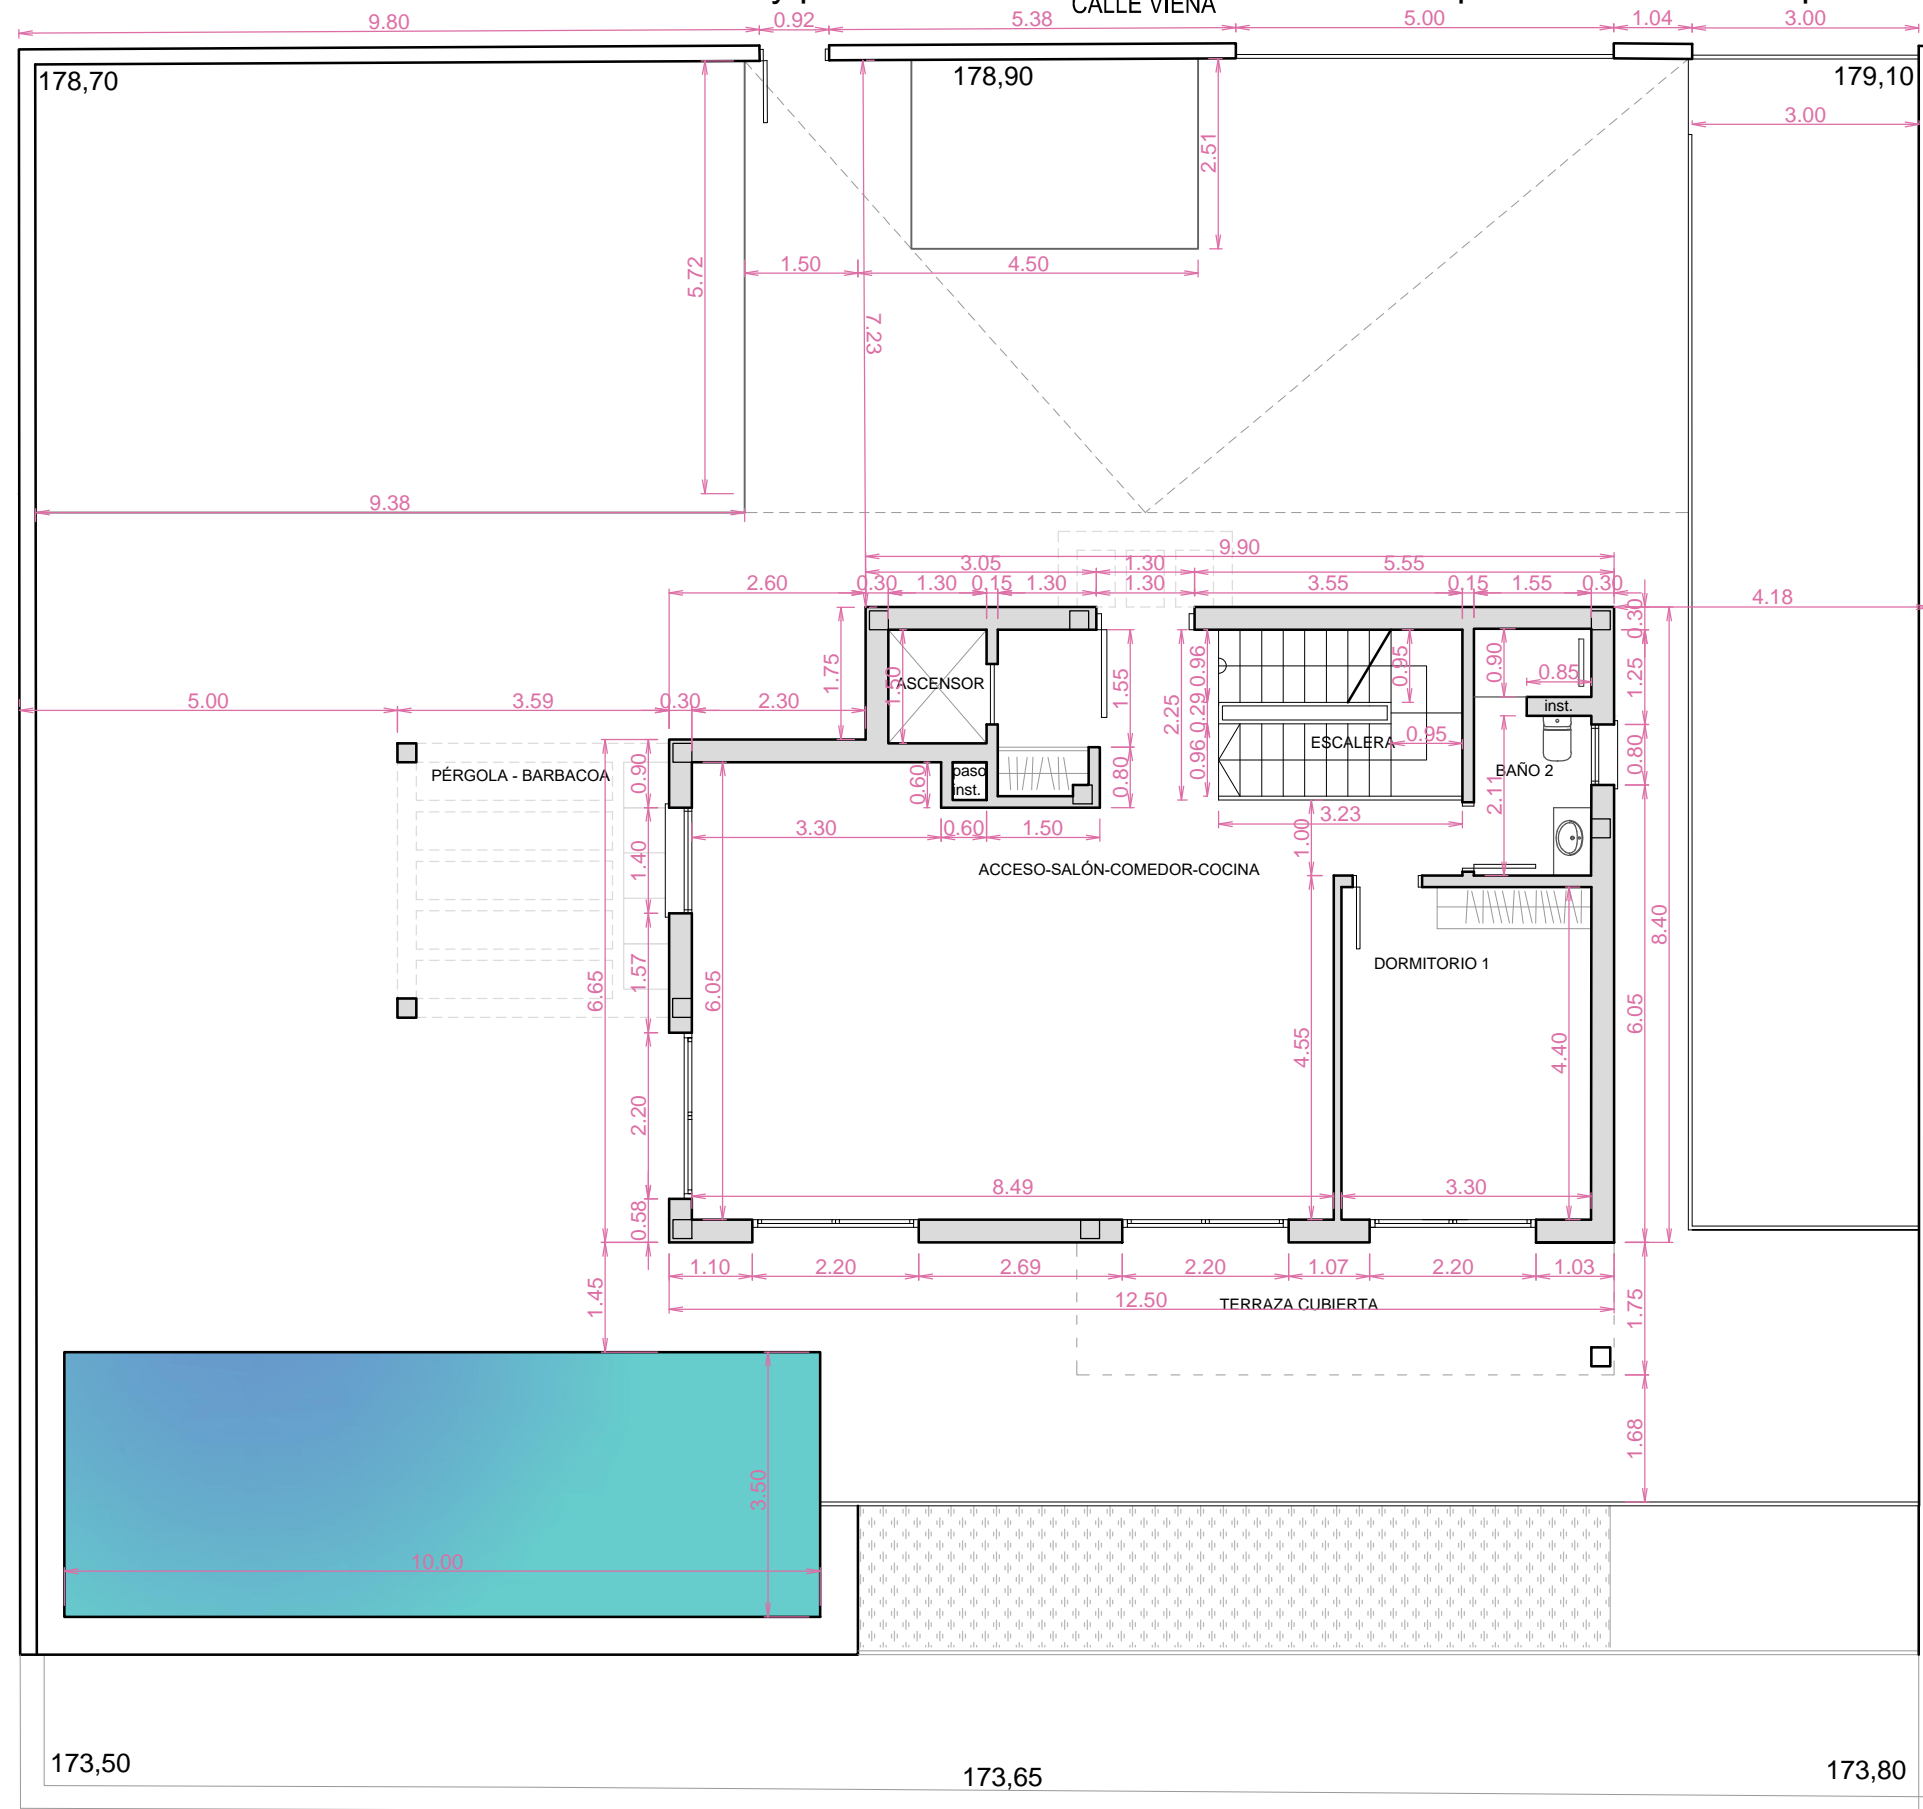 CALLE VIENA
9.80 0.92 5.38 5.00 1.04 3.00
178,70 178,90 179,10
3.00
2.51
5.72
1.50 4.50
7.23
9.38
9.90
3.05 1.30 5.55
2.60 0.30 1.30 0.15 1.30 1.30 3.55 0.15 1.55 0.30
4.18
0.30
1.75
1.50
ASCENSOR
1.55
0.96
0.95
0.90
0.85
1.25
5.00 3.59 0.30 2.30
2.25
0.29
inst.
ESCALERA
0.95
0.96
0.80
PÉRGOLA - BARBACOA
0.90
0.60
paso
inst.
0.80
BAÑO 2
2.11
3.30 0.60 1.50
3.23
1.00
1.40
ACCESO-SALÓN-COMEDOR-COCINA
8.40
DORMITORIO 1
1.57
6.65
6.05
6.05
4.55
4.40
2.20
8.49 3.30
0.58
1.10 2.20 2.69 2.20 1.07 2.20 1.03
12.50
TERRAZA CUBIERTA
1.45
1.75
1.68
3.50
10.00
173,50 173,65 173,80